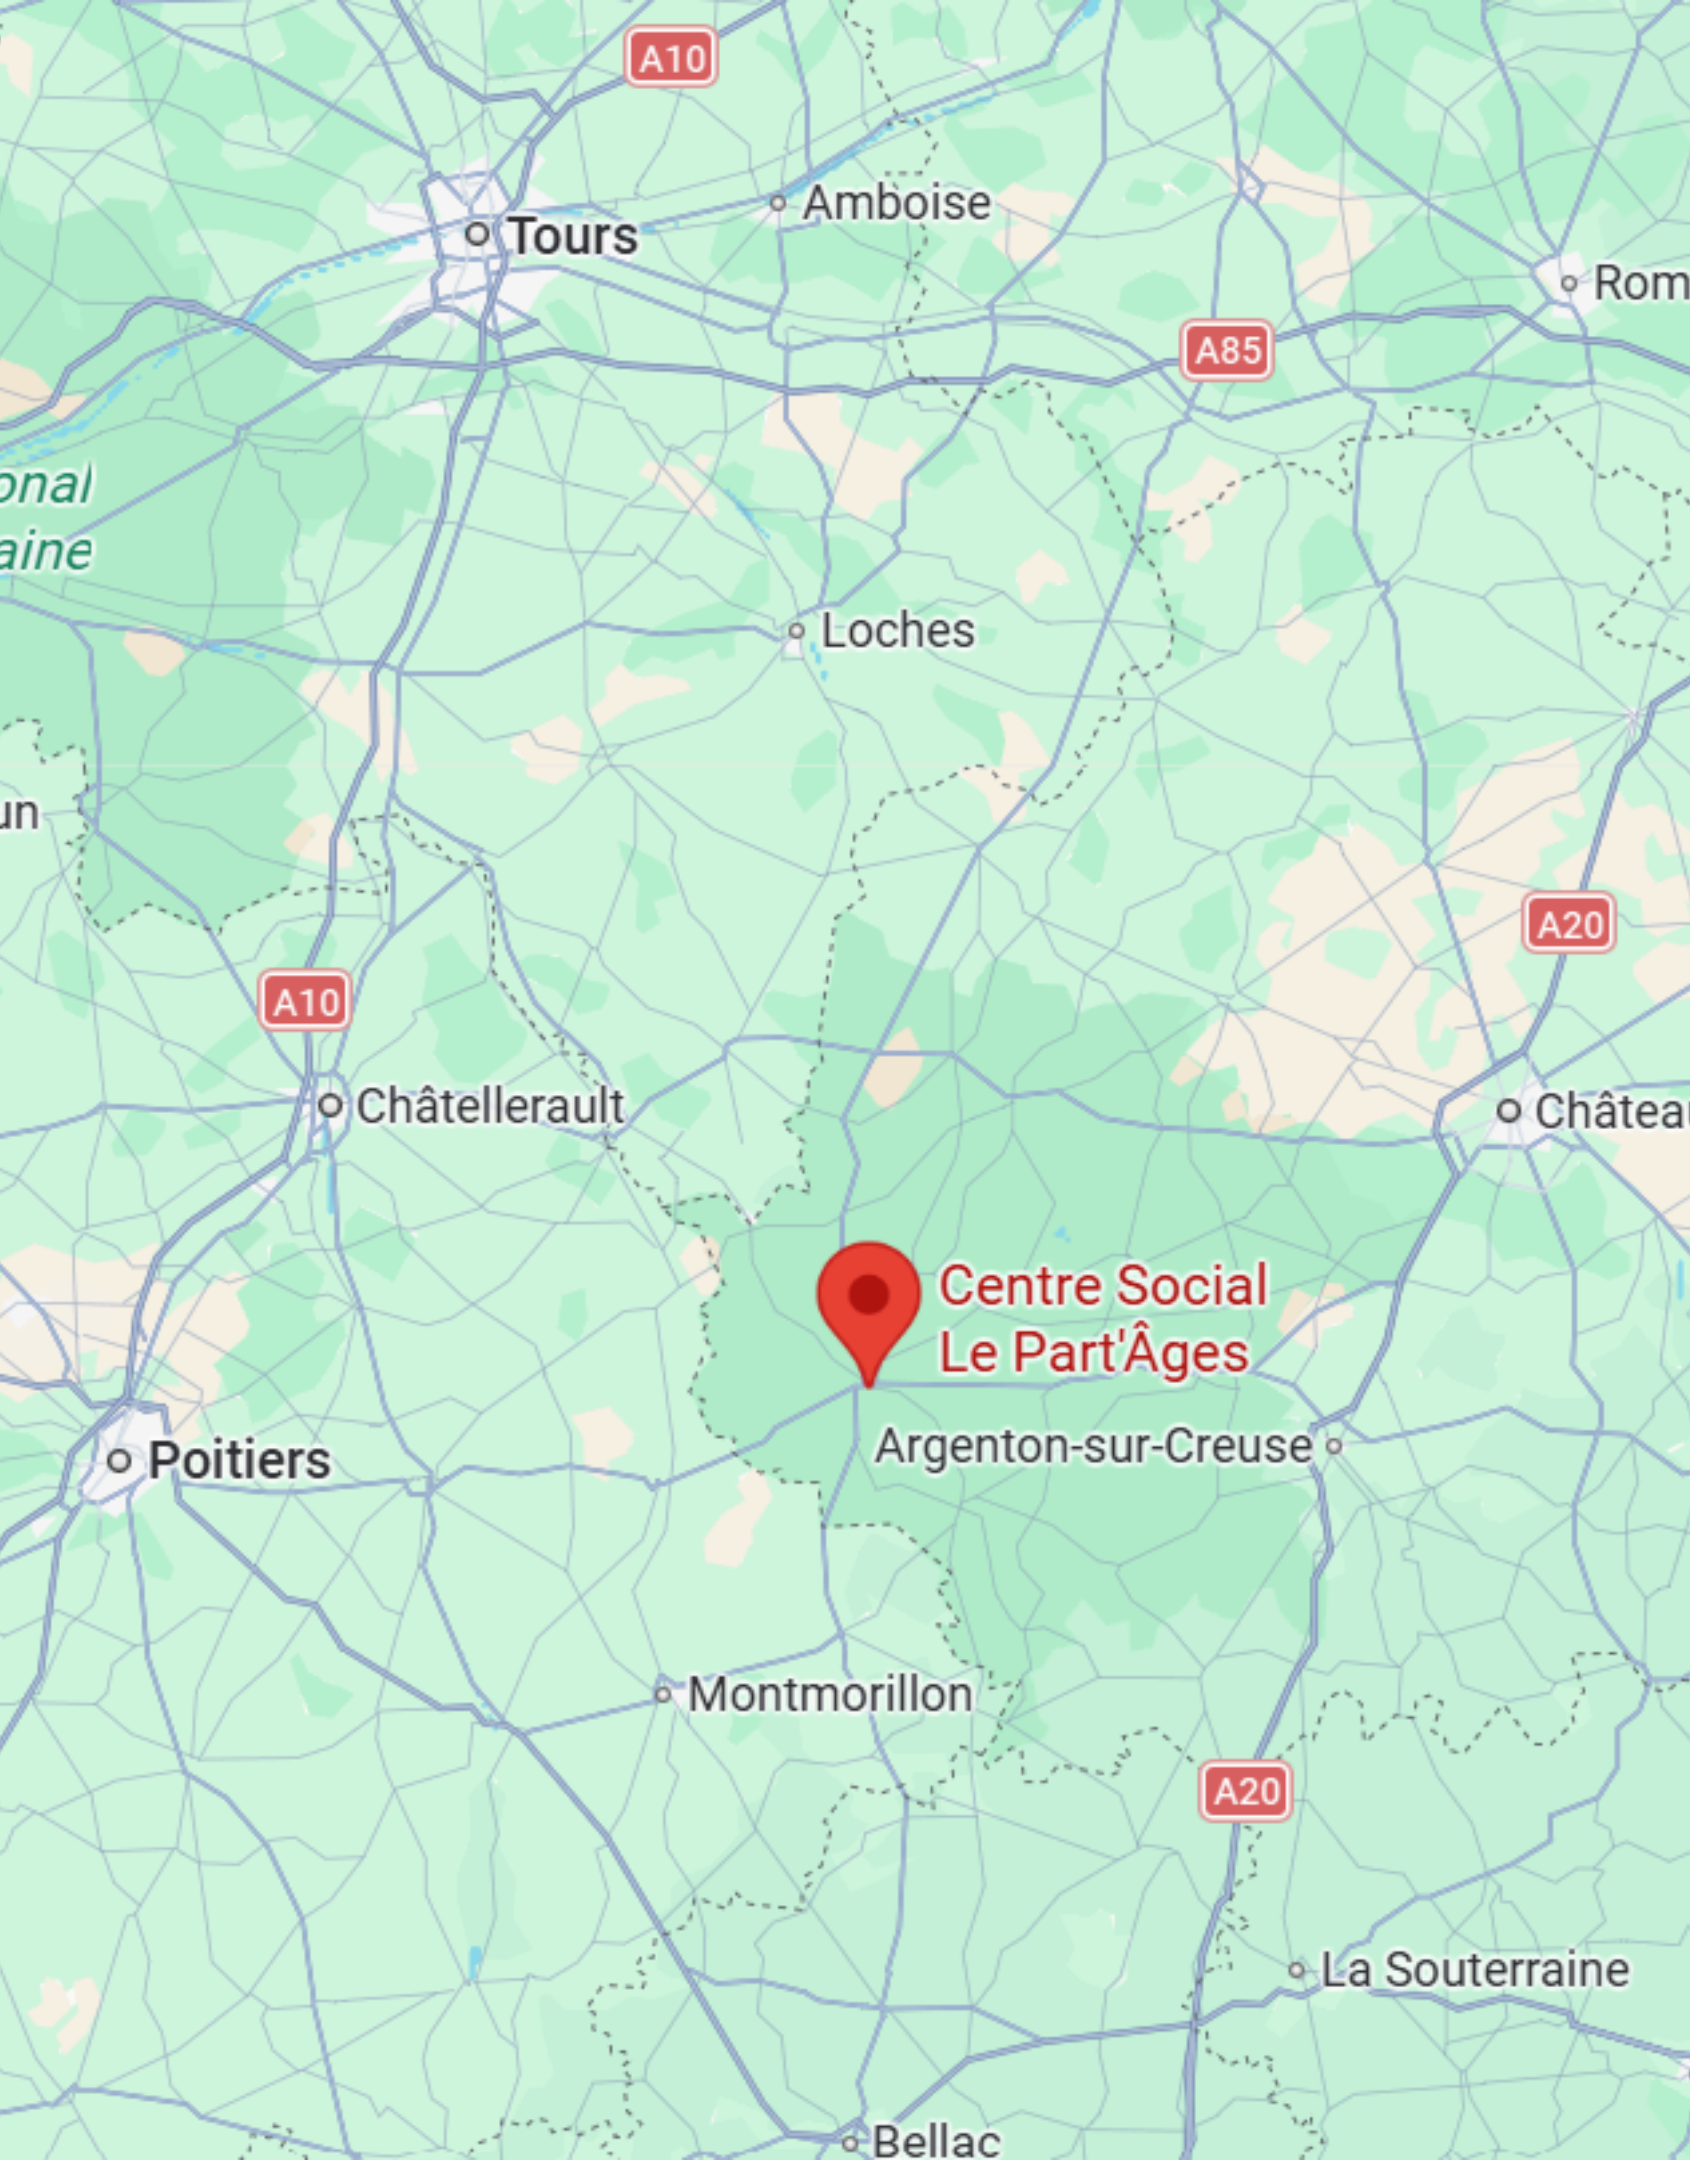 A10
Amboise
Tours
Rom
A85
onal
aine
Loches
un
A20
A10
Châtellerault
Châteaι
Centre Social
Le Part'Âges
Argenton-sur-Creuse
Poitiers
Montmorillon
A20
La Souterraine
Bellac